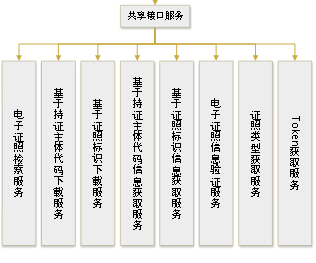 共享接口服务
电子证照检索服务
基于持证主体代码下载服务
基于证照标识下载服务
基于持证主体代码信息获取服务
基于证照标识信息获取服务
电子证照信息验证服务
证照类型获取服务
Token获取服务